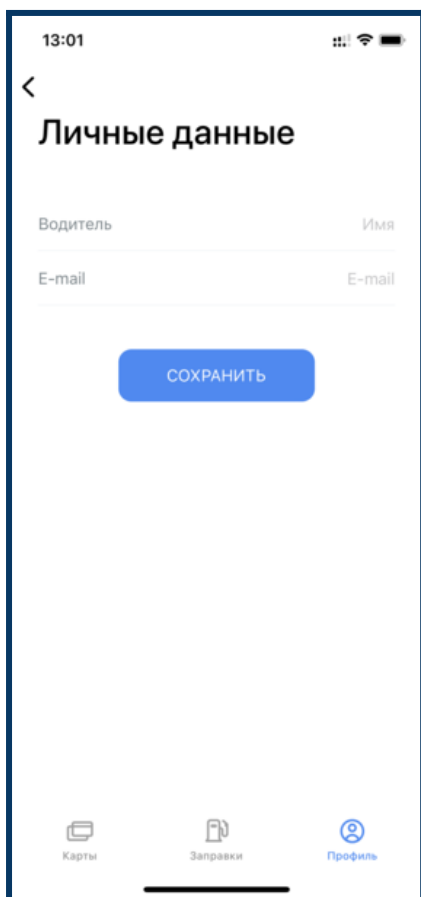 13:01
Личные данные
Водитель Имя
E-mail E-mail
СОХРАНИТЬ
Карты Заправки Профиль